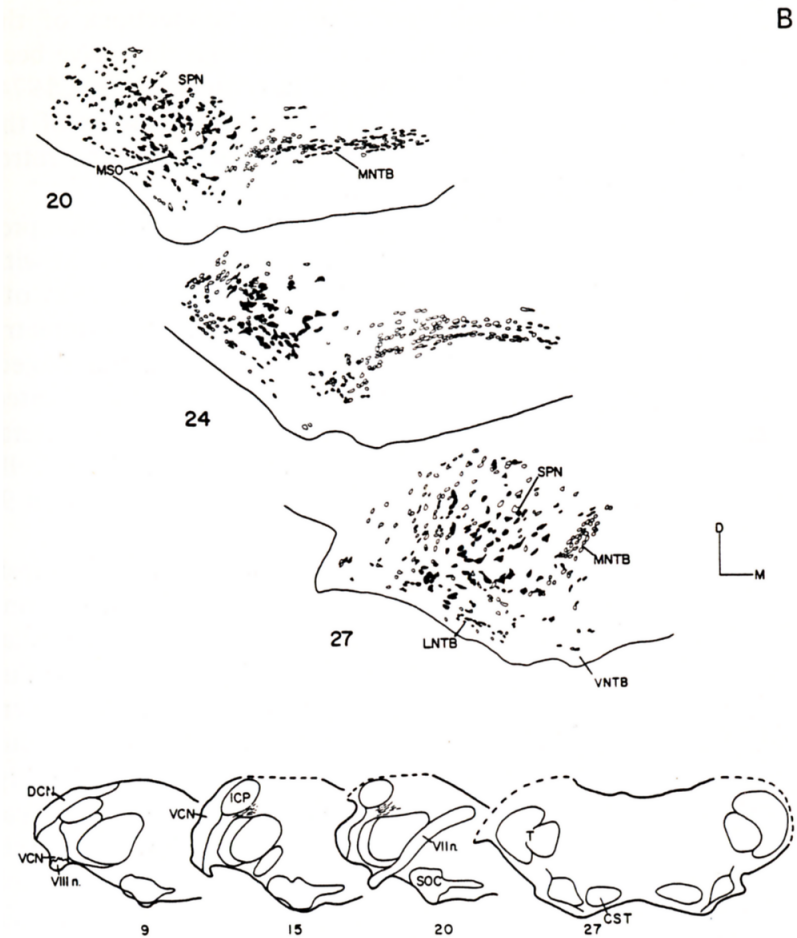 B
SPN
MSO
MNTB
20
24
SPN
D
M
MNTB
27
LNTB
VNTB
DCN
VCN
VIII n.
VCN
ICP
VII n.
SOC
T
CST
9
15
20
27